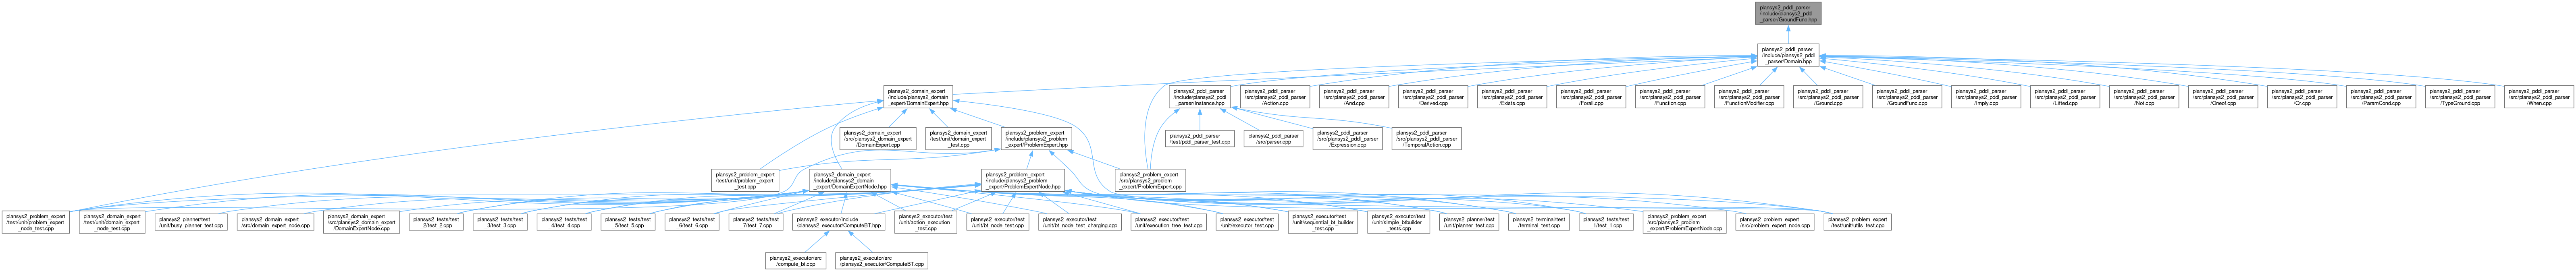 plansys2_pddl_parser
/include/plansys2_pddl
_parser/GroundFunc.hpp
plansys2_pddl_parser
/include/plansys2_pddl
_parser/Domain.hpp
plansys2_domain_expert
/include/plansys2_domain
_expert/DomainExpert.hpp
plansys2_pddl_parser
/include/plansys2_pddl
_parser/Instance.hpp
plansys2_pddl_parser
/src/plansys2_pddl_parser
/Action.cpp
plansys2_pddl_parser
/src/plansys2_pddl_parser
/And.cpp
plansys2_pddl_parser
/src/plansys2_pddl_parser
/Derived.cpp
plansys2_pddl_parser
/src/plansys2_pddl_parser
/Exists.cpp
plansys2_pddl_parser
/src/plansys2_pddl_parser
/Forall.cpp
plansys2_pddl_parser
/src/plansys2_pddl_parser
/Function.cpp
plansys2_pddl_parser
/src/plansys2_pddl_parser
/FunctionModifier.cpp
plansys2_pddl_parser
/src/plansys2_pddl_parser
/Ground.cpp
plansys2_pddl_parser
/src/plansys2_pddl_parser
/GroundFunc.cpp
plansys2_pddl_parser
/src/plansys2_pddl_parser
/Imply.cpp
plansys2_pddl_parser
/src/plansys2_pddl_parser
/Lifted.cpp
plansys2_pddl_parser
/src/plansys2_pddl_parser
/Not.cpp
plansys2_pddl_parser
/src/plansys2_pddl_parser
/Oneof.cpp
plansys2_pddl_parser
/src/plansys2_pddl_parser
/Or.cpp
plansys2_pddl_parser
/src/plansys2_pddl_parser
/ParamCond.cpp
plansys2_pddl_parser
/src/plansys2_pddl_parser
/TypeGround.cpp
plansys2_pddl_parser
/src/plansys2_pddl_parser
/When.cpp
plansys2_domain_expert
/src/plansys2_domain_expert
/DomainExpert.cpp
plansys2_domain_expert
/test/unit/domain_expert
_test.cpp
plansys2_problem_expert
/include/plansys2_problem
_expert/ProblemExpert.hpp
plansys2_pddl_parser
/test/pddl_parser_test.cpp
plansys2_pddl_parser
/src/parser.cpp
plansys2_pddl_parser
/src/plansys2_pddl_parser
/Expression.cpp
plansys2_pddl_parser
/src/plansys2_pddl_parser
/TemporalAction.cpp
plansys2_problem_expert
/test/unit/problem_expert
_test.cpp
plansys2_domain_expert
/include/plansys2_domain
_expert/DomainExpertNode.hpp
plansys2_problem_expert
/include/plansys2_problem
_expert/ProblemExpertNode.hpp
plansys2_problem_expert
/src/plansys2_problem
_expert/ProblemExpert.cpp
plansys2_problem_expert
/test/unit/problem_expert
_node_test.cpp
plansys2_domain_expert
/test/unit/domain_expert
_node_test.cpp
plansys2_planner/test
/unit/busy_planner_test.cpp
plansys2_domain_expert
/src/domain_expert_node.cpp
plansys2_domain_expert
/src/plansys2_domain_expert
/DomainExpertNode.cpp
plansys2_tests/test
_2/test_2.cpp
plansys2_tests/test
_3/test_3.cpp
plansys2_tests/test
_4/test_4.cpp
plansys2_tests/test
_5/test_5.cpp
plansys2_tests/test
_6/test_6.cpp
plansys2_tests/test
_7/test_7.cpp
plansys2_executor/include
/plansys2_executor/ComputeBT.hpp
plansys2_executor/test
/unit/action_execution
_test.cpp
plansys2_executor/test
/unit/bt_node_test.cpp
plansys2_executor/test
/unit/bt_node_test_charging.cpp
plansys2_executor/test
/unit/execution_tree_test.cpp
plansys2_executor/test
/unit/executor_test.cpp
plansys2_executor/test
/unit/sequential_bt_builder
_test.cpp
plansys2_executor/test
/unit/simple_btbuilder
_tests.cpp
plansys2_planner/test
/unit/planner_test.cpp
plansys2_terminal/test
/terminal_test.cpp
plansys2_tests/test
_1/test_1.cpp
plansys2_problem_expert
/src/plansys2_problem
_expert/ProblemExpertNode.cpp
plansys2_problem_expert
/src/problem_expert_node.cpp
plansys2_problem_expert
/test/unit/utils_test.cpp
plansys2_executor/src
/compute_bt.cpp
plansys2_executor/src
/plansys2_executor/ComputeBT.cpp